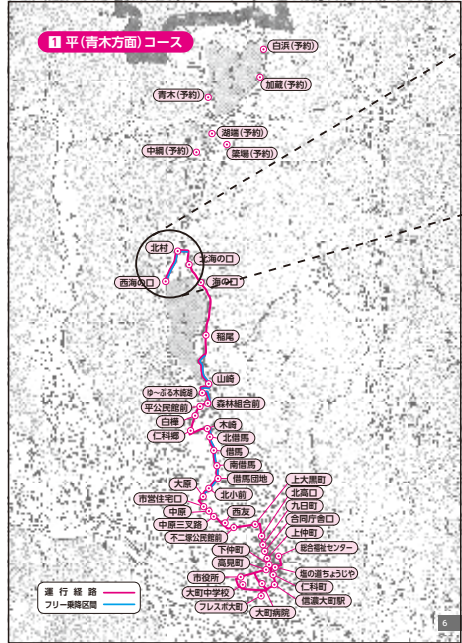 1 平(青木方面)コース
白浜(予約)
加蔵(予約)
青木(予約)
湖端(予約)
中綱(予約)
簗場(予約)
北村
北海の口
西海の口
海の口
稲尾
山崎
ゆ〜ぷる木崎湖
平公民館前
森林組合前
白樺
木崎
仁科郷
北借馬
借馬
南借馬
借馬団地
大原
北小前
市営住宅口
中原
西友
中原三叉路
不二塚公民館前
上大黒町
北高口
九日町
合同庁舎口
上仲町
下仲町
総合福祉センター
高見町
市役所
塩の道ちょうじや
大町中学校
仁科町
フレスポ大町
信濃大町駅
大町病院
運行経路
フリー乗降区間
6